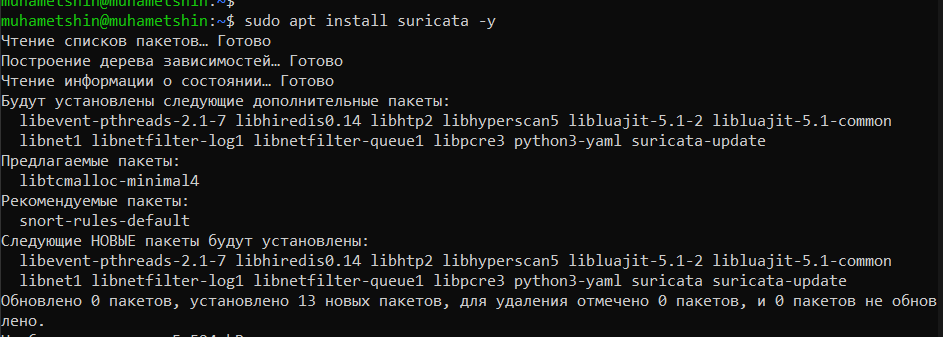 muhametshin@muhametshin:~$
muhametshin@muhametshin:~$ sudo apt install suricata -y
Чтение списков пакетов… Готово
Построение дерева зависимостей… Готово
Чтение информации о состоянии… Готово
Будут установлены следующие дополнительные пакеты:
  libevent-pthreads-2.1-7 libhiredis0.14 libhtp2 libhyperscan5 libluajit-5.1-2 libluajit-5.1-common
  libnet1 libnetfilter-log1 libnetfilter-queue1 libpcre3 python3-yaml suricata-update
Предлагаемые пакеты:
  libtcmalloc-minimal4
Рекомендуемые пакеты:
  snort-rules-default
Следующие НОВЫЕ пакеты будут установлены:
  libevent-pthreads-2.1-7 libhiredis0.14 libhtp2 libhyperscan5 libluajit-5.1-2 libluajit-5.1-common
  libnet1 libnetfilter-log1 libnetfilter-queue1 libpcre3 python3-yaml suricata suricata-update
Обновлено 0 пакетов, установлено 13 новых пакетов, для удаления отмечено 0 пакетов, и 0 пакетов не обнов
лено.